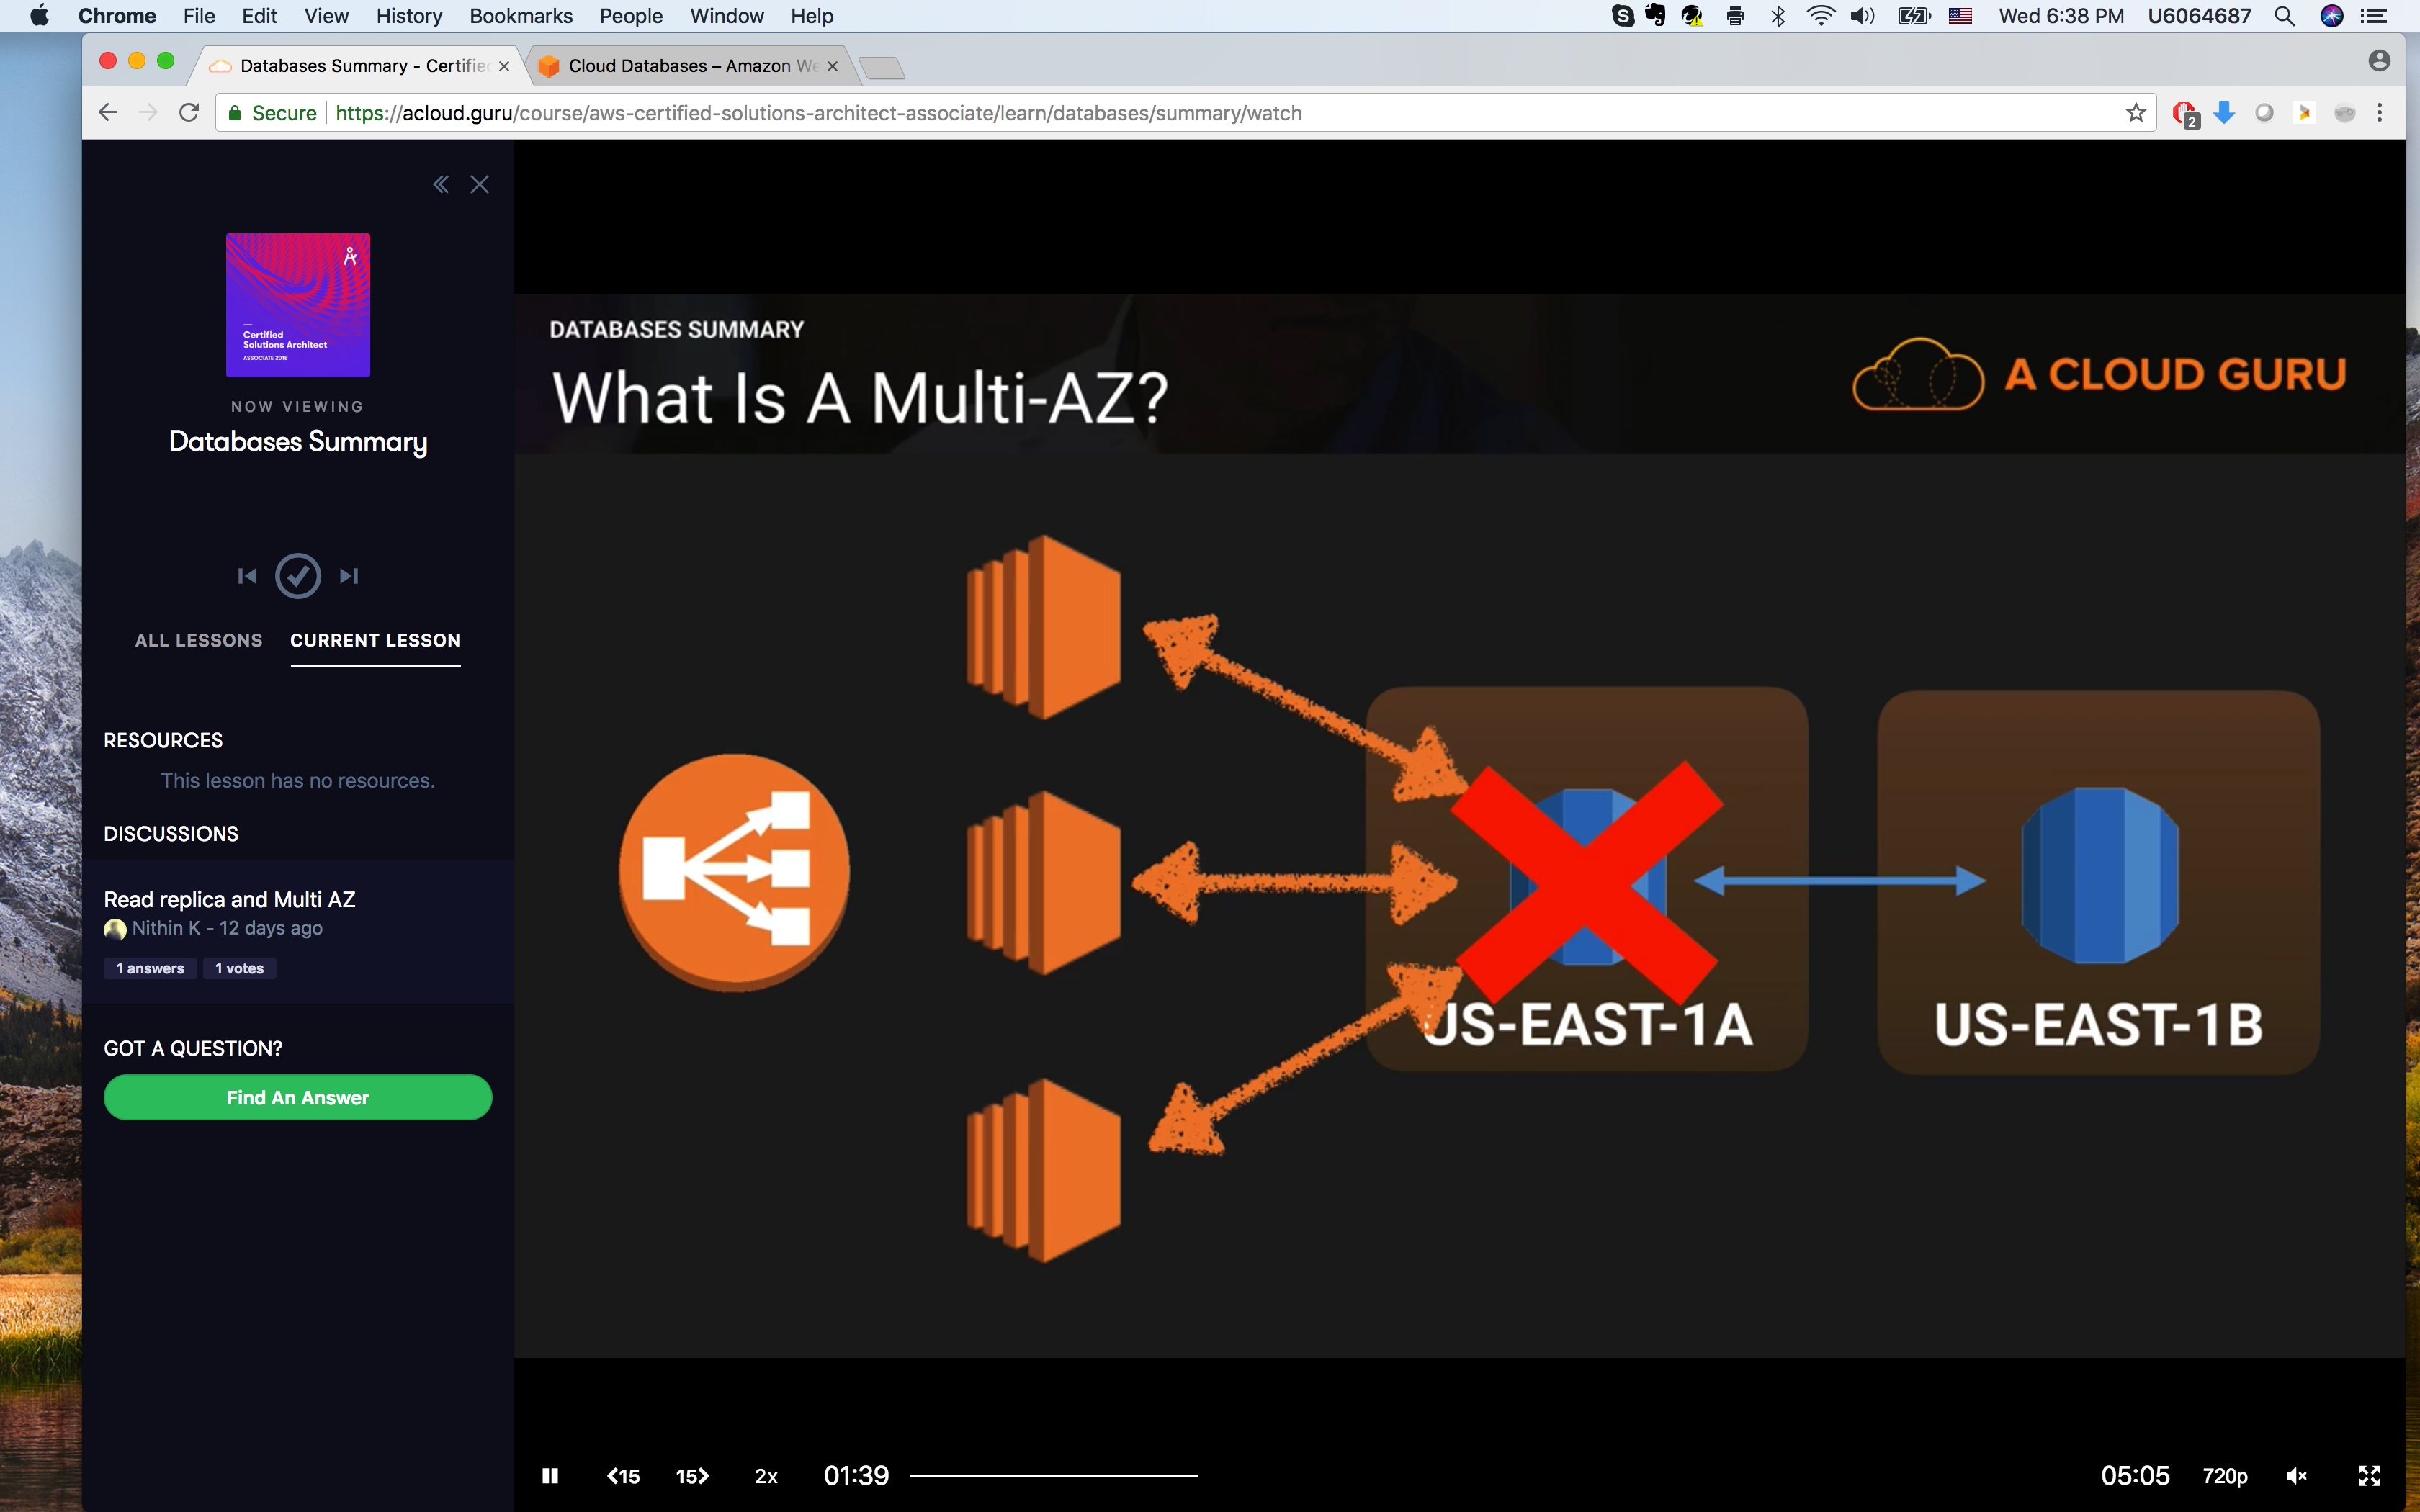 Chrome File Edit View History Bookmarks People Window Help
Wed 6:38 PM U6064687
Databases Summary - Certifie
Cloud Databases – Amazon We
Secure https://acloud.guru/course/aws-certified-solutions-architect-associate/learn/databases/summary/watch
2
Certified
Solutions Architect
ASSOCIATE 2018
NOW VIEWING
Databases Summary
ALL LESSONS CURRENT LESSON
RESOURCES
This lesson has no resources.
DISCUSSIONS
Read replica and Multi AZ
Nithin K - 12 days ago
1 answers 1 votes
GOT A QUESTION?
Find An Answer
DATABASES SUMMARY
What Is A Multi-AZ?
A CLOUD GURU
US-EAST-1A
US-EAST-1B
15 15 2x 01:39 05:05 720p